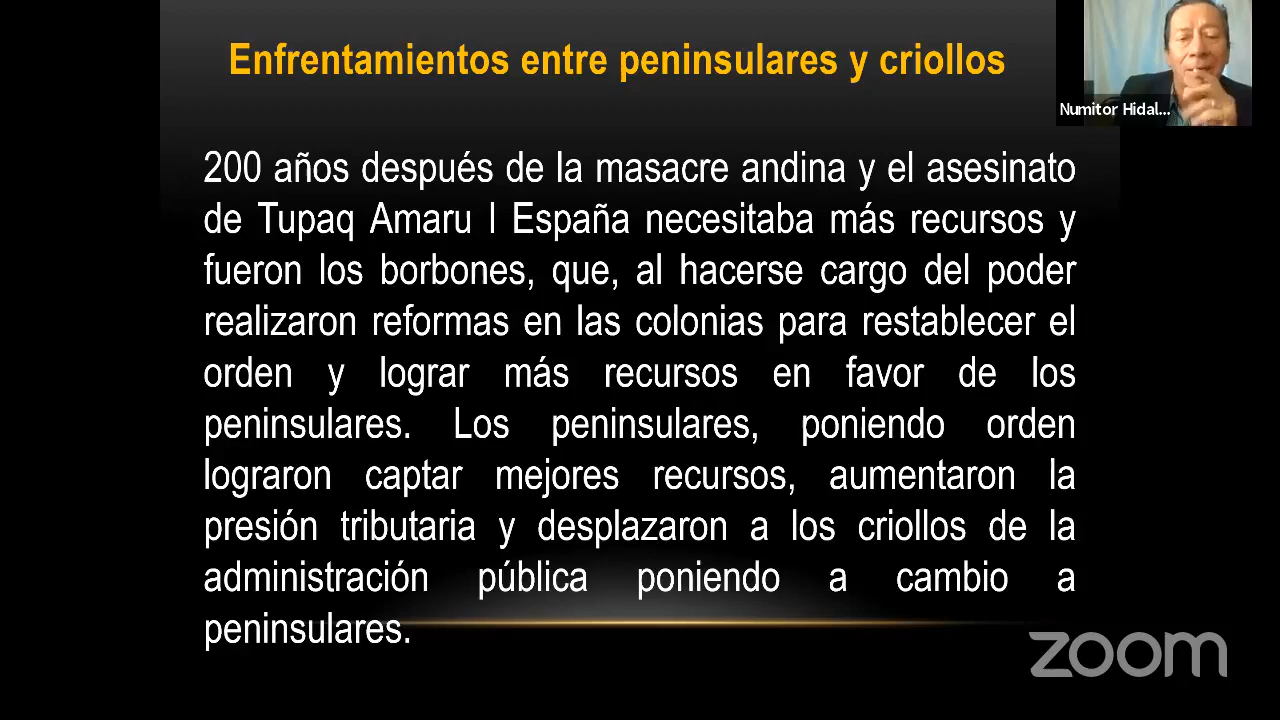 Enfrentamientos entre peninsulares y criollos
Numitor Hidal...
200 años después de la masacre andina y el asesinato
de Tupaq Amaru I España necesitaba más recursos y
fueron los borbones, que, al hacerse cargo del poder
realizaron reformas en las colonias para restablecer el
orden y lograr más recursos en favor de los
peninsulares. Los peninsulares, poniendo orden
lograron captar mejores recursos, aumentaron la
presión tributaria y desplazaron a los criollos de la
administración pública poniendo a cambio a
peninsulares.
zoom